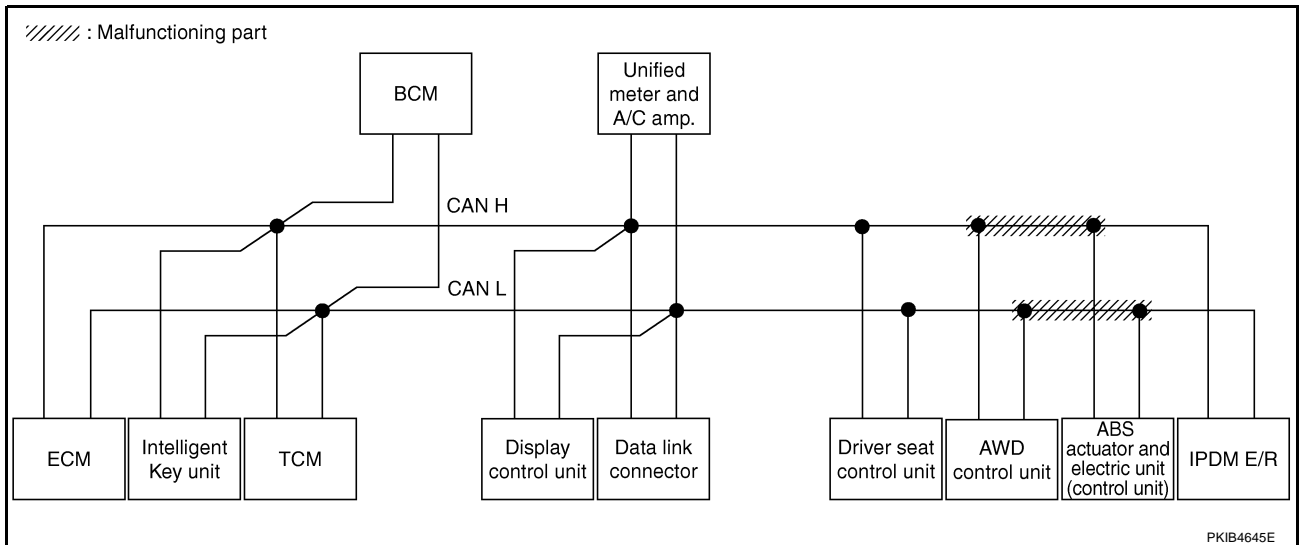 : Malfunctioning part
BCM
Unified
meter and
A/C amp.
CAN H
CAN L
ECM
Intelligent
Key unit
TCM
Display
control unit
Data link
connector
Driver seat
control unit
AWD
control unit
ABS
actuator and
electric unit
(control unit)
IPDM E/R
PKIB4645E